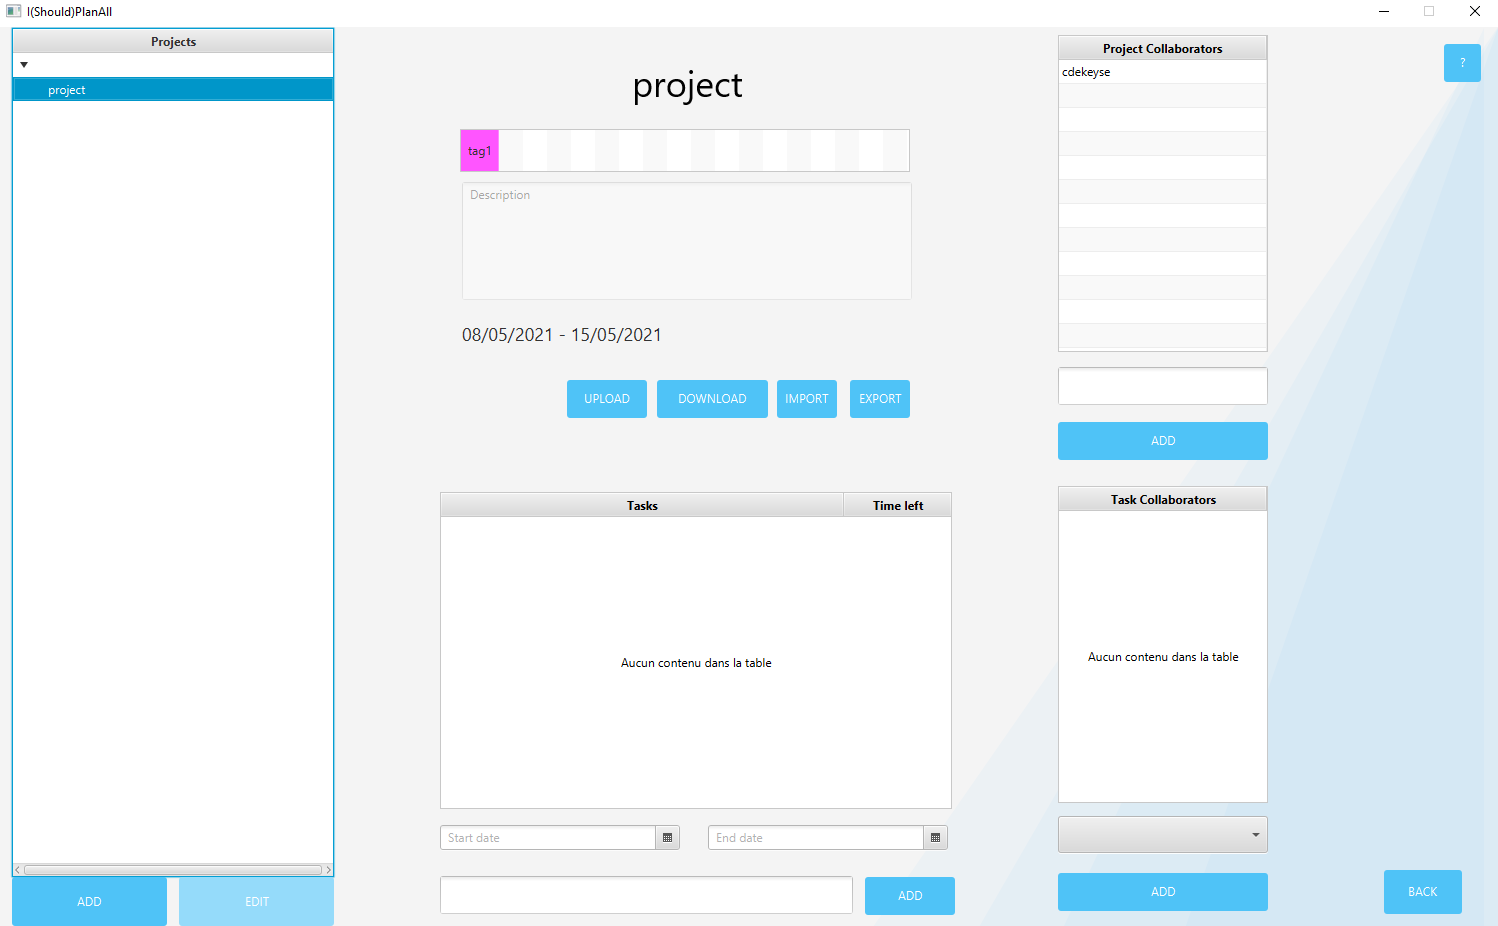 I(Should)PlanAll
Projects
project
ADD
EDIT
project
tag1
Description
08/05/2021 - 15/05/2021
UPLOAD
DOWNLOAD
IMPORT
EXPORT
Tasks
Time left
Aucun contenu dans la table
Start date
End date
ADD
Project Collaborators
cdekeyse
ADD
Task Collaborators
Aucun contenu dans la table
ADD
?
BACK